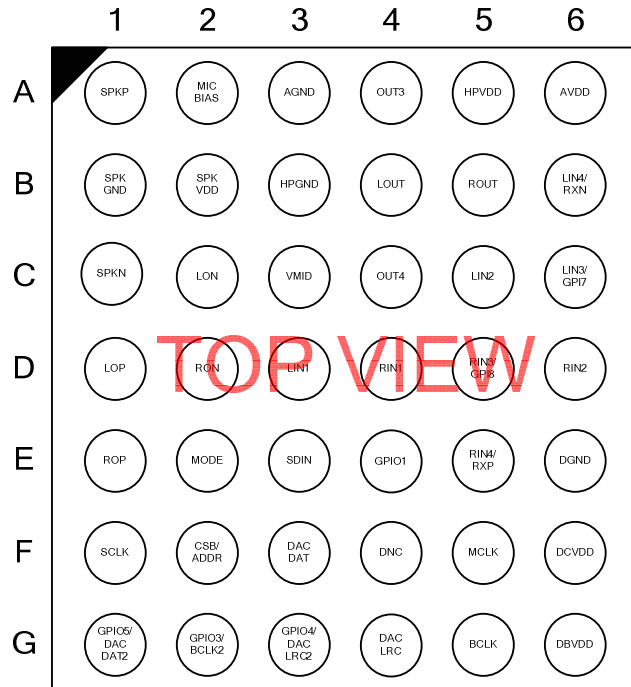 1 2 3 4 5 6
A SPKP MIC BIAS AGND OUT3 HPVDD AVDD
B SPK GND SPK VDD HPGND LOUT ROUT LIN4/ RXN
C SPKN LON VMID OUT4 LIN2 LIN3/ GPI7
D LOP RON LIN1 RIN1 RIN3/ GPI8 RIN2
TOP VIEW
E ROP MODE SDIN GPIO1 RIN4/ RXP DGND
F SCLK CSB/ ADDR DAC DAT DNC MCLK DCVDD
G GPIO5/ DAC DAT2 GPIO3/ BCLK2 GPIO4/ DAC LRC2 DAC LRC BCLK DBVDD